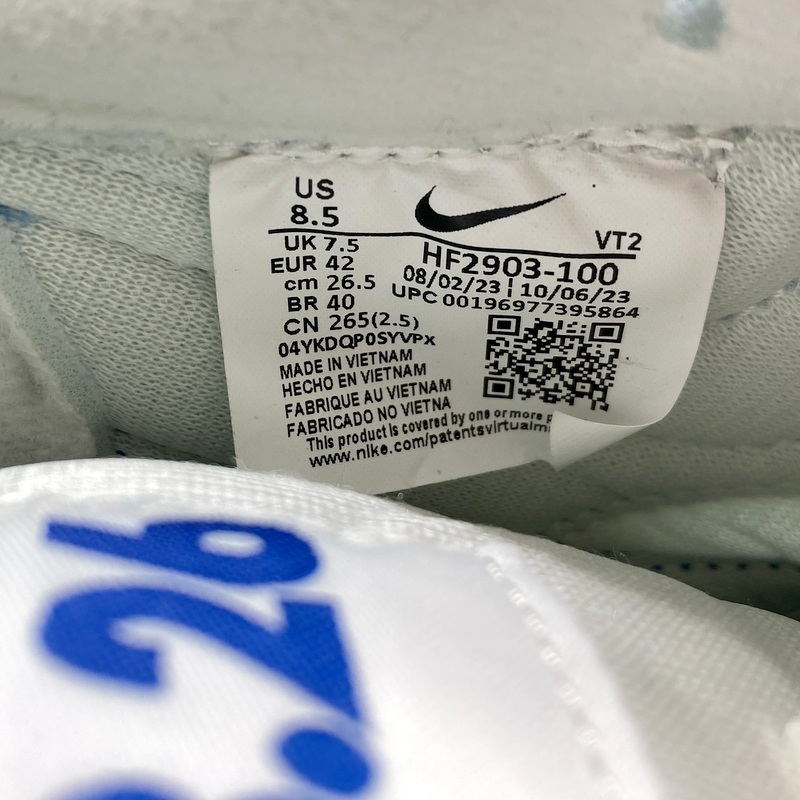 US
8.5
VT2
UK 7.5
HF2903-100
EUR 42
08/02/23 | 10/06/23
cm 26.5
UPC 00196977395864
BR 40
CN 265(2.5)
04YKDQP0SYVPX
MADE IN VIETNAM
HECHO EN VIETNAM
FABRIQUE AU VIETNAM
FABRICADO NO VIETNA
This product is covered by one or more
www.nike.com/patentsvirtualm
.26